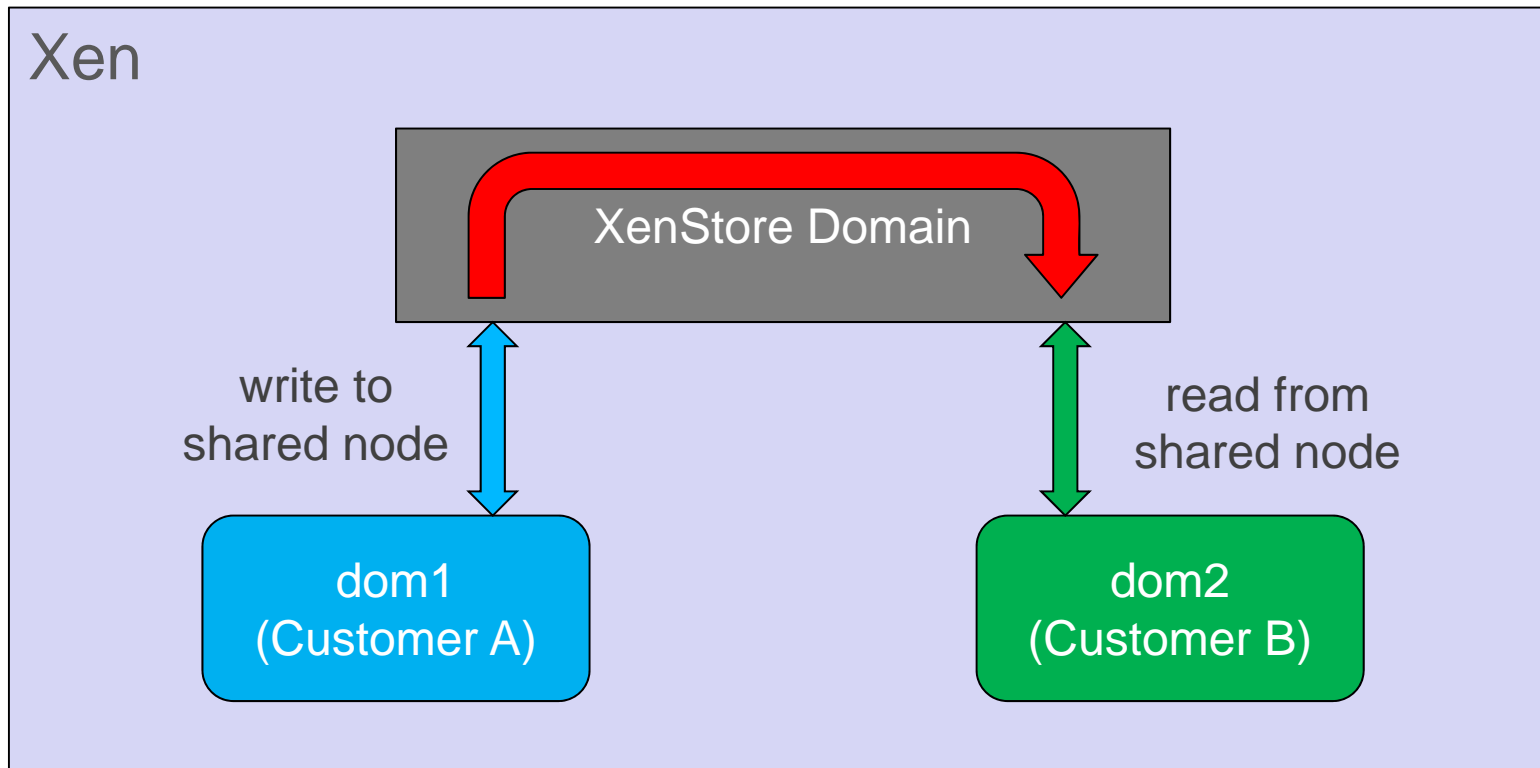 Xen
XenStore Domain
write to
shared node
read from
shared node
dom1
(Customer A)
dom2
(Customer B)